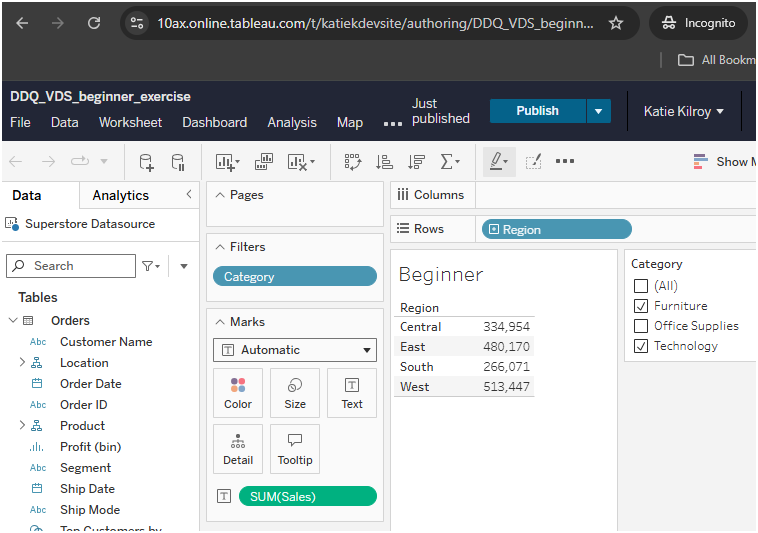 10ax.online.tableau.com/t/katiekdevsite/authoring/DDQ_VDS_beginn...
Incognito
All Bookm
DDQ_VDS_beginner_exercise
File Data Worksheet Dashboard Analysis Map
Just published
Publish
Katie Kilroy
Show M
Data
Analytics
Superstore Datasource
Search
Tables
Orders
Abc Customer Name
Location
Order Date
Abc Order ID
Product
Profit (bin)
Abc Segment
Ship Date
Abc Ship Mode
Pages
Filters
Category
Marks
Automatic
Color Size Text
Detail Tooltip
SUM(Sales)
Columns
Rows
Region
Beginner
Region
Central 334,954
East 480,170
South 266,071
West 513,447
Category
(All)
Furniture
Office Supplies
Technology